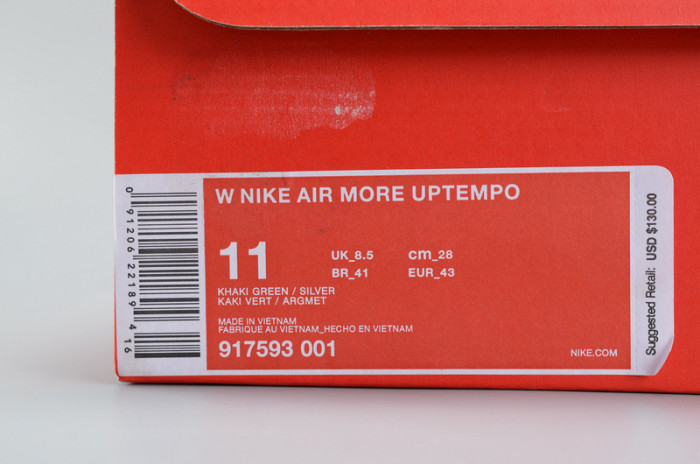 W NIKE AIR MORE UPTEMPO
11
UK_8.5 cm_28
BR_41 EUR_43
KHAKI GREEN / SILVER
KAKI VERT / ARGMET
MADE IN VIETNAM
FABRIQUE AU VIETNAM_HECHO EN VIETNAM
917593 001
NIKE.COM
0 91206 22189 4 16
Suggested Retail: USD $130.00